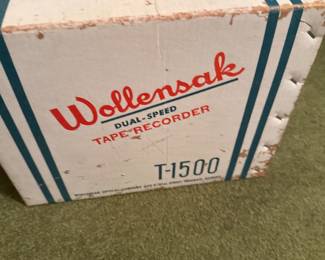 Wollensak
DUAL-SPEED
TAPE RECORDER
T-1500